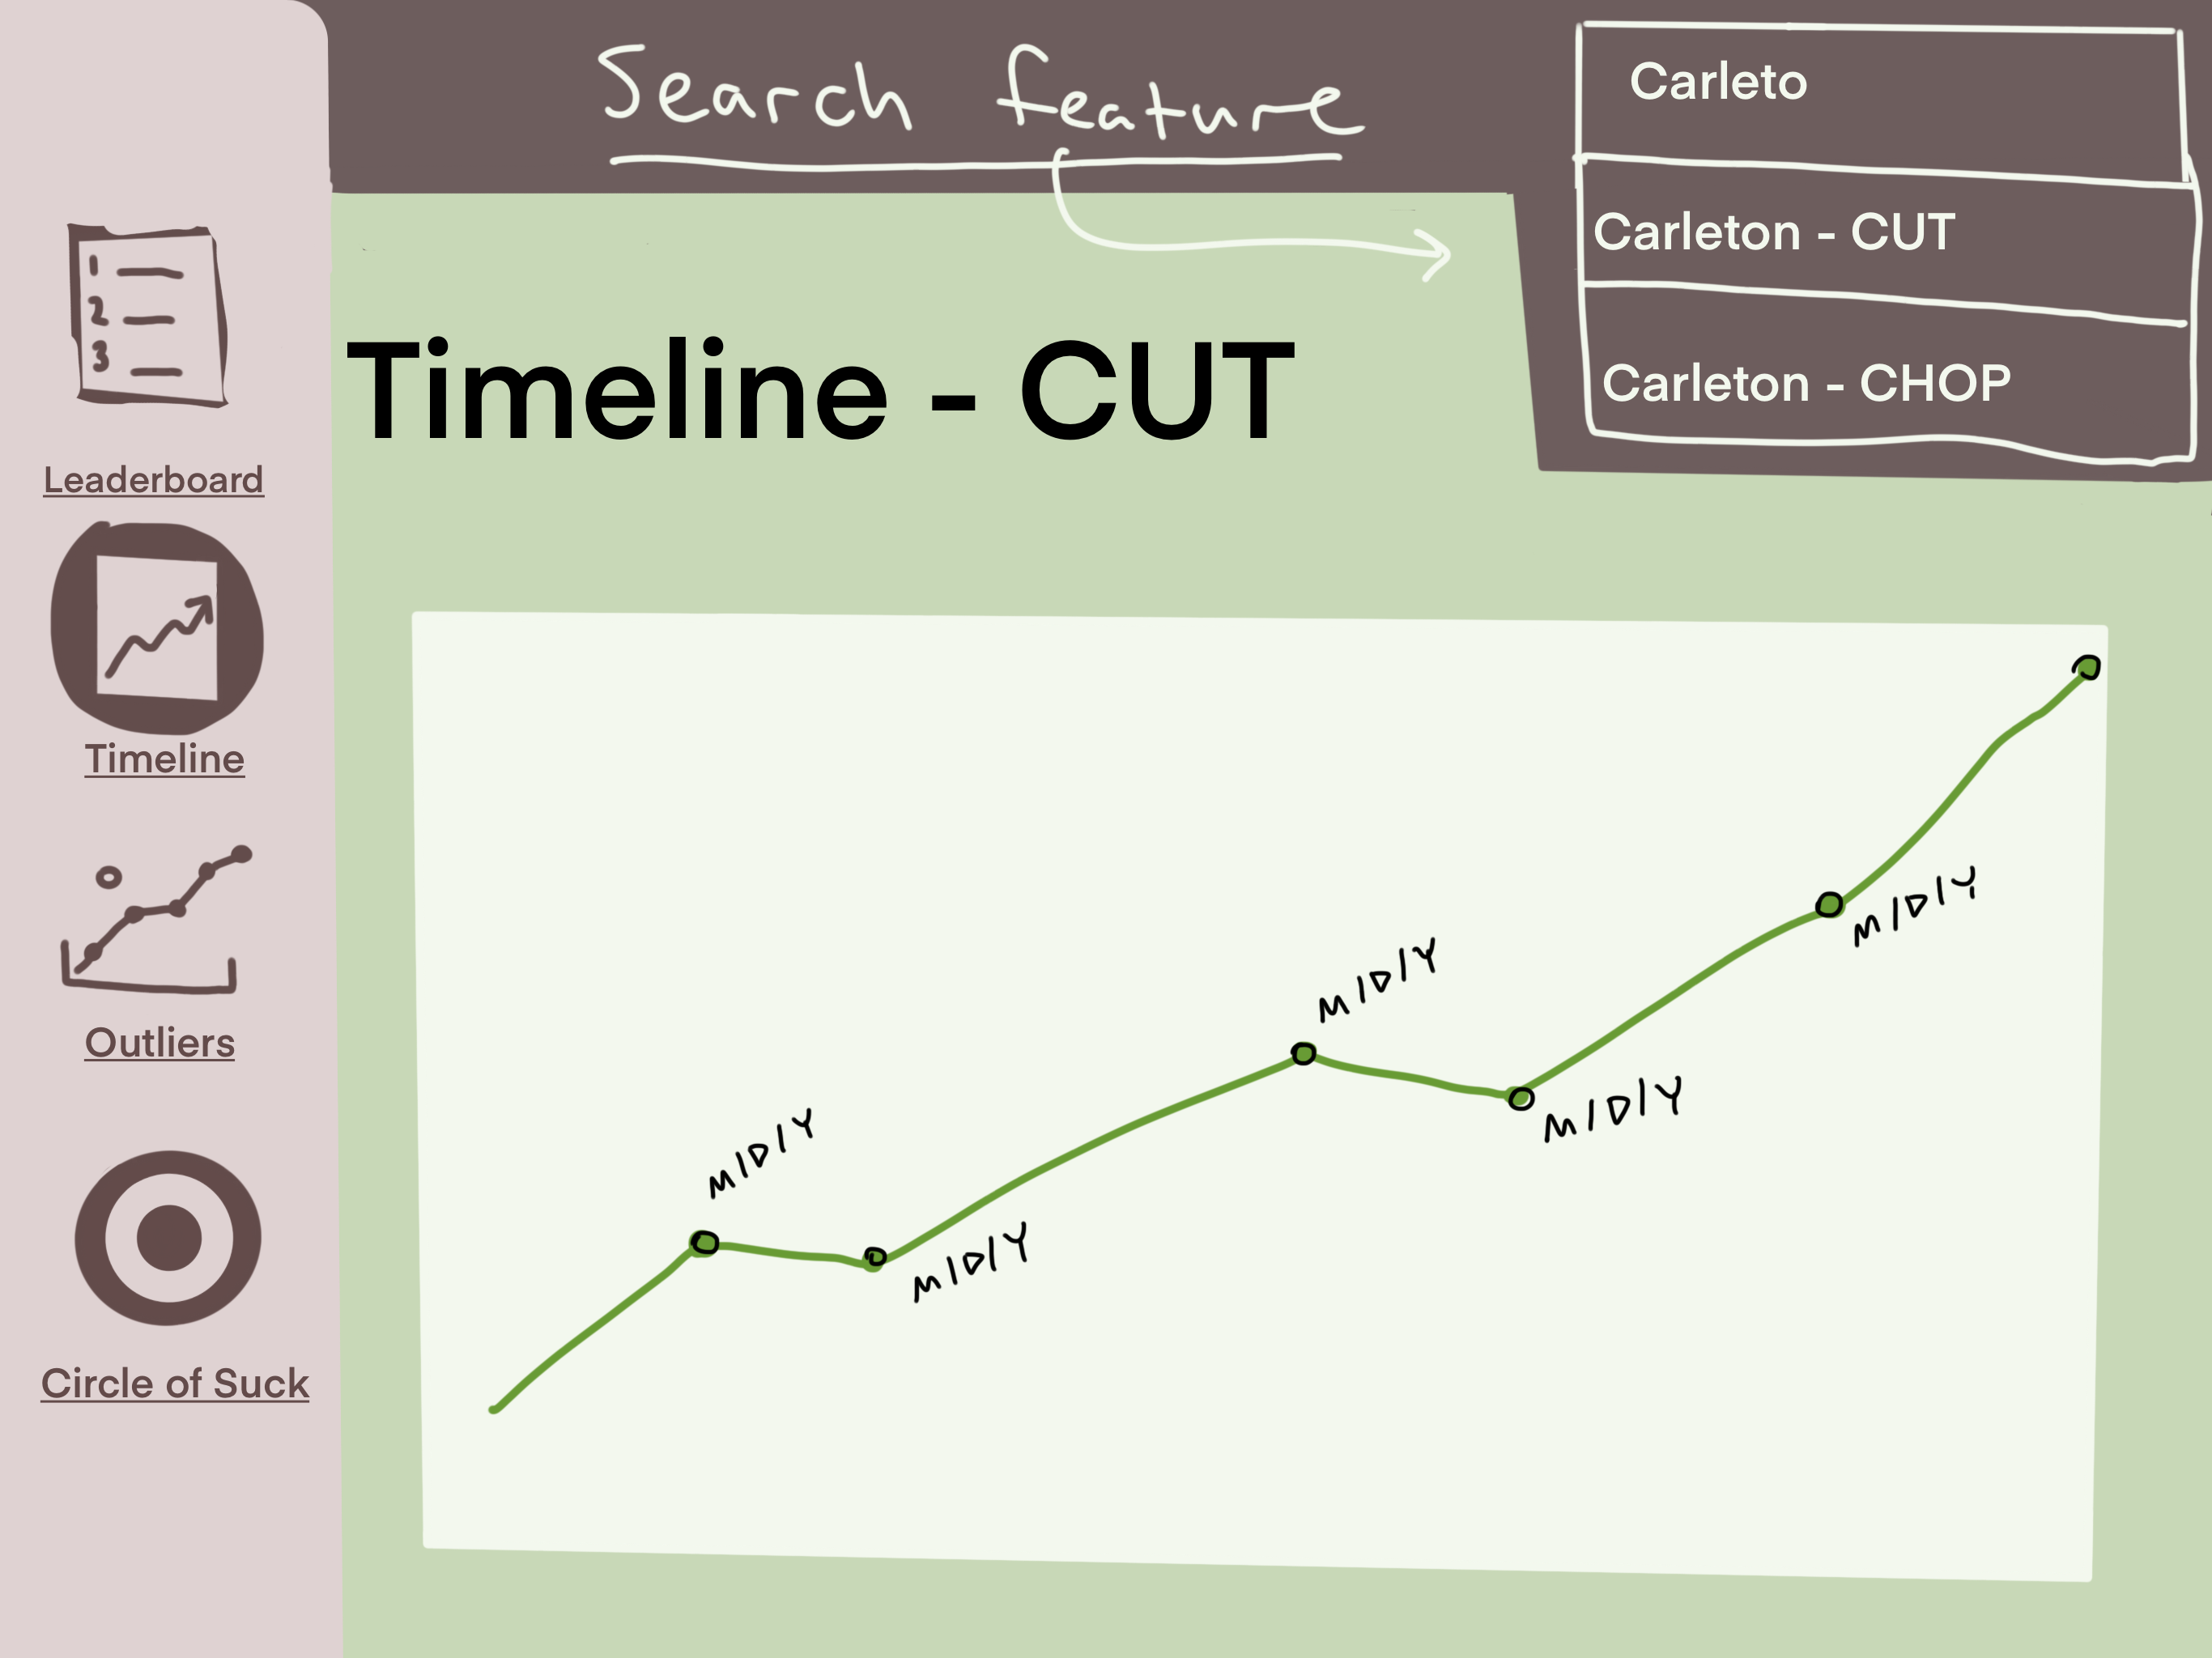 Search feature
Carleto
Carleton - CUT
Carleton - CHOP
Timeline - CUT
1
2
3
Leaderboard
Timeline
Outliers
Circle of Suck
M/D/Y
M/D/Y
M/D/Y
M/D/Y
M/D/Y